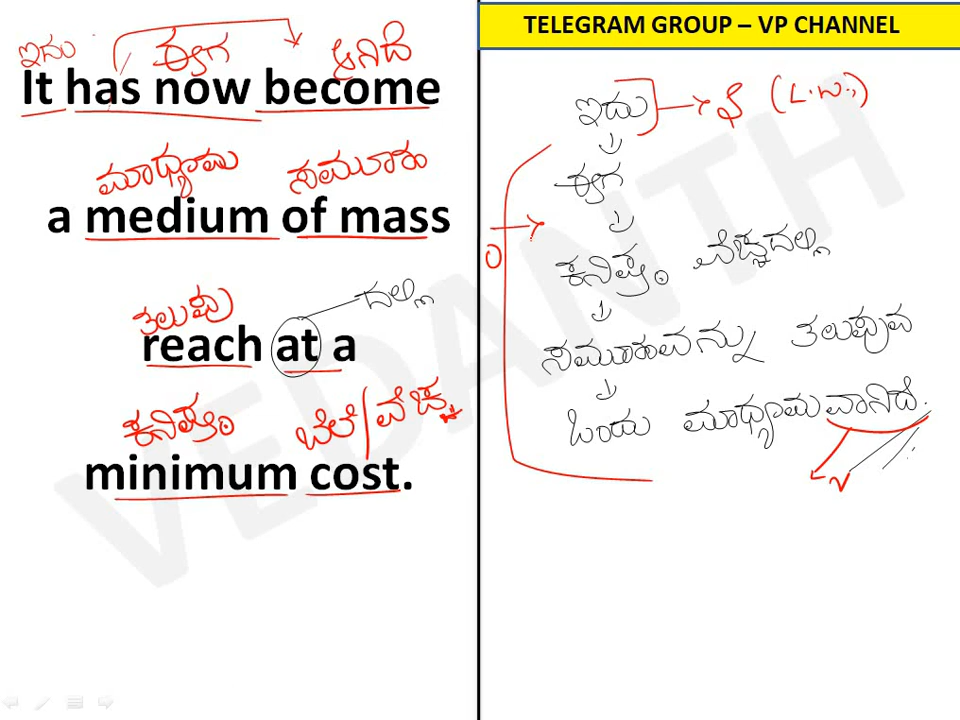 TELEGRAM GROUP – VP CHANNEL
ಇದು ಈಗ ಆಗಿದೆ
It has now become
ಮಾಧ್ಯಮ ಸಮೂಹ
a medium of mass
ತಲುಪು ದಲ್ಲಿ
reach at a
ಕನಿಷ್ಠ ಬೆಲೆ/ವೆಚ್ಚ
minimum cost.
ಇದು
ಈಗ
ಕನಿಷ್ಠ ವೆಚ್ಚದಲ್ಲಿ
ಸಮೂಹವನ್ನು ತಲುಪುವ
ಒಂದು ಮಾಧ್ಯಮವಾಗಿದೆ.
V
VEDANTH